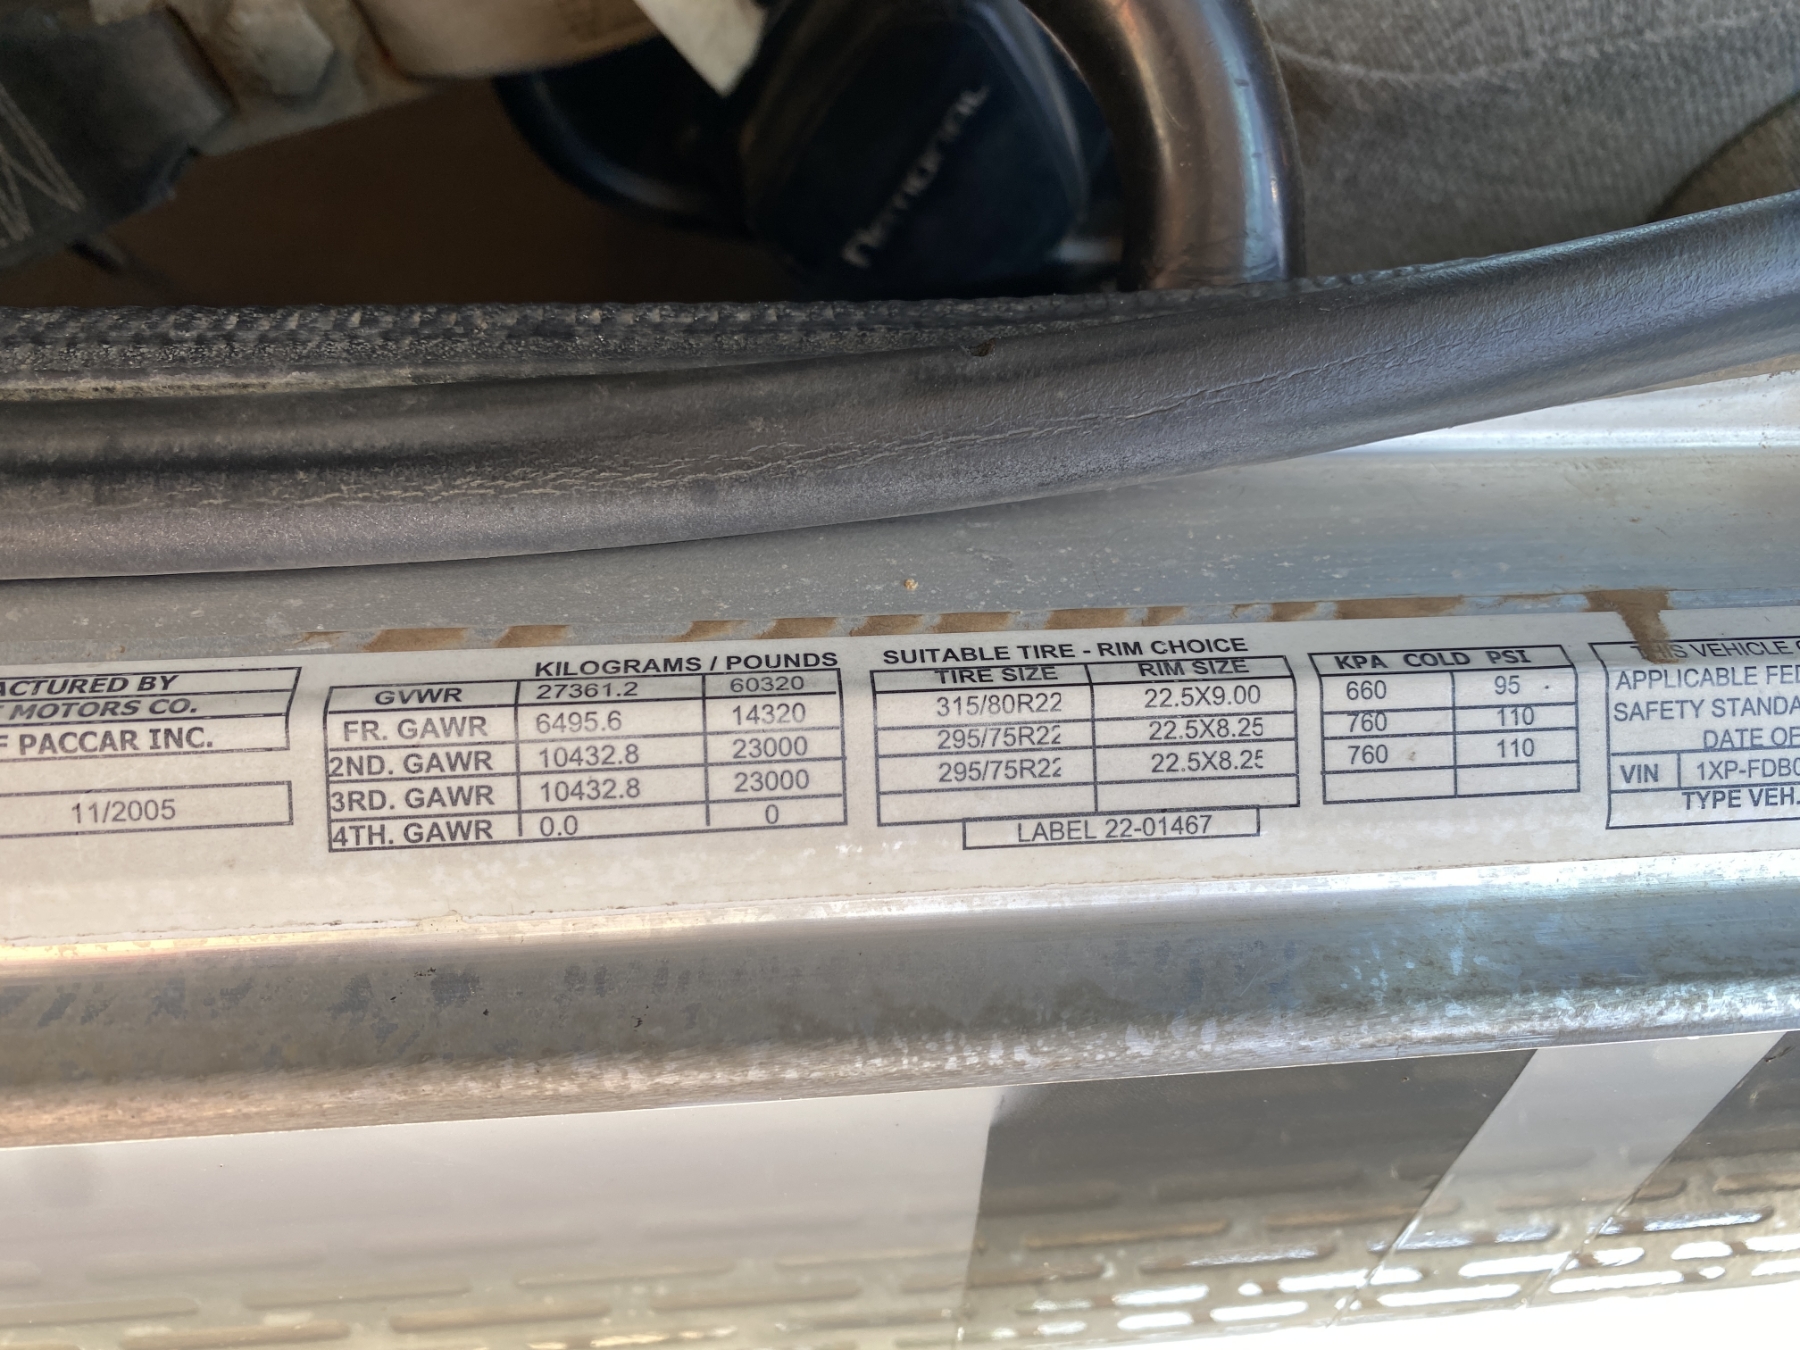 National
ACTURED BY
MOTORS CO.
F PACCAR INC.
11/2005
KILOGRAMS / POUNDS
GVWR 27361.2 60320
FR. GAWR 6495.6 14320
2ND. GAWR 10432.8 23000
3RD. GAWR 10432.8 23000
4TH. GAWR 0.0 0
SUITABLE TIRE - RIM CHOICE
TIRE SIZE RIM SIZE
315/80R22 22.5X9.00
295/75R22 22.5X8.25
295/75R22 22.5X8.25
LABEL 22-01467
KPA COLD PSI
660 95
760 110
760 110
THIS VEHICLE
APPLICABLE FED
SAFETY STANDA
DATE OF
VIN 1XP-FDB0
TYPE VEH.